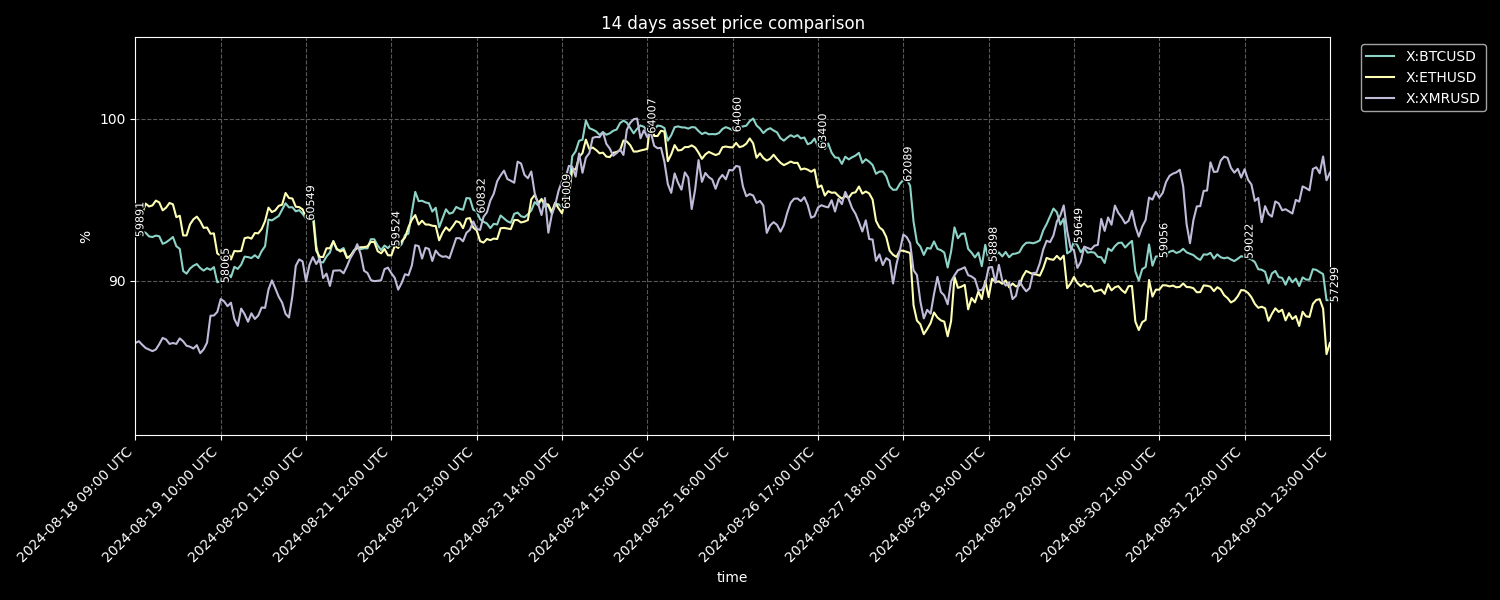 14 days asset price comparison
X:BTCUSD
X:ETHUSD
X:XMRUSD
100
90
%
59891
58065
60549
59524
60832
61009
64007
64060
63400
62089
58898
59649
59056
59022
57299
2024-08-18 09:00 UTC
2024-08-19 10:00 UTC
2024-08-20 11:00 UTC
2024-08-21 12:00 UTC
2024-08-22 13:00 UTC
2024-08-23 14:00 UTC
2024-08-24 15:00 UTC
2024-08-25 16:00 UTC
2024-08-26 17:00 UTC
2024-08-27 18:00 UTC
2024-08-28 19:00 UTC
2024-08-29 20:00 UTC
2024-08-30 21:00 UTC
2024-08-31 22:00 UTC
2024-09-01 23:00 UTC
time